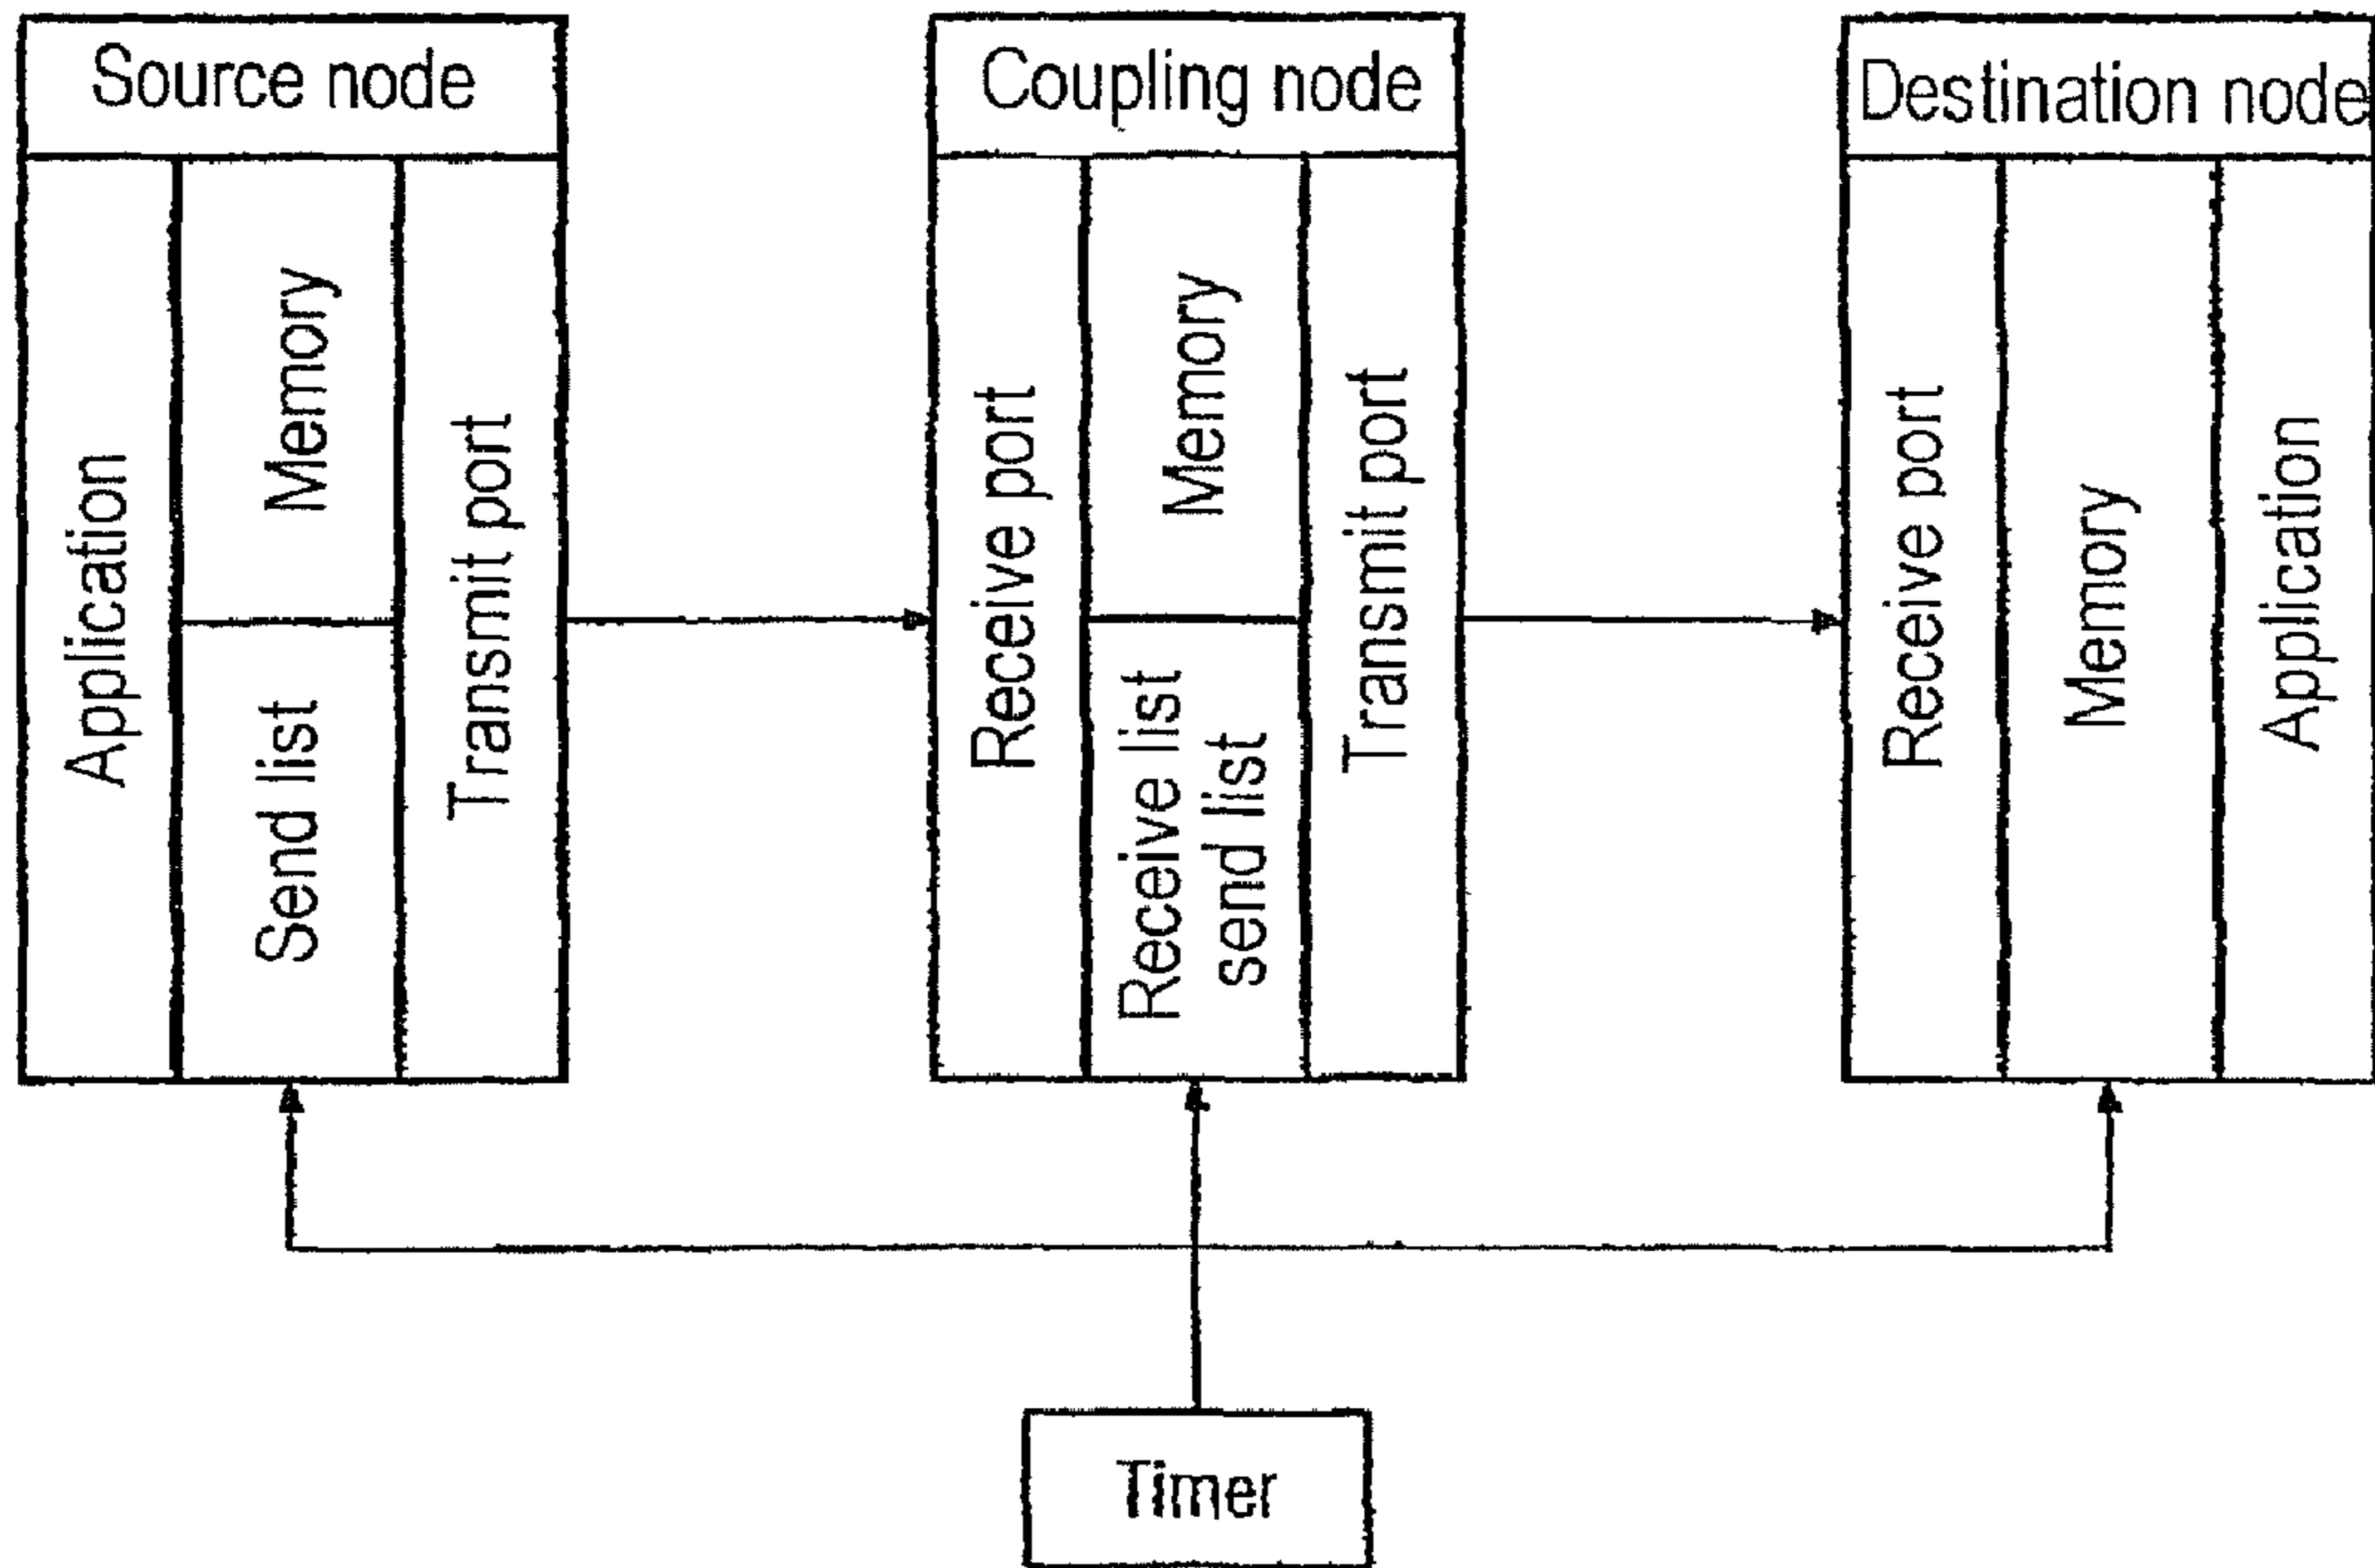 Source node
Application
Memory
Send list
Transmit port
Coupling node
Receive port
Memory
Receive list
send list
Transmit port
Destination node
Receive port
Memory
Application
Timer